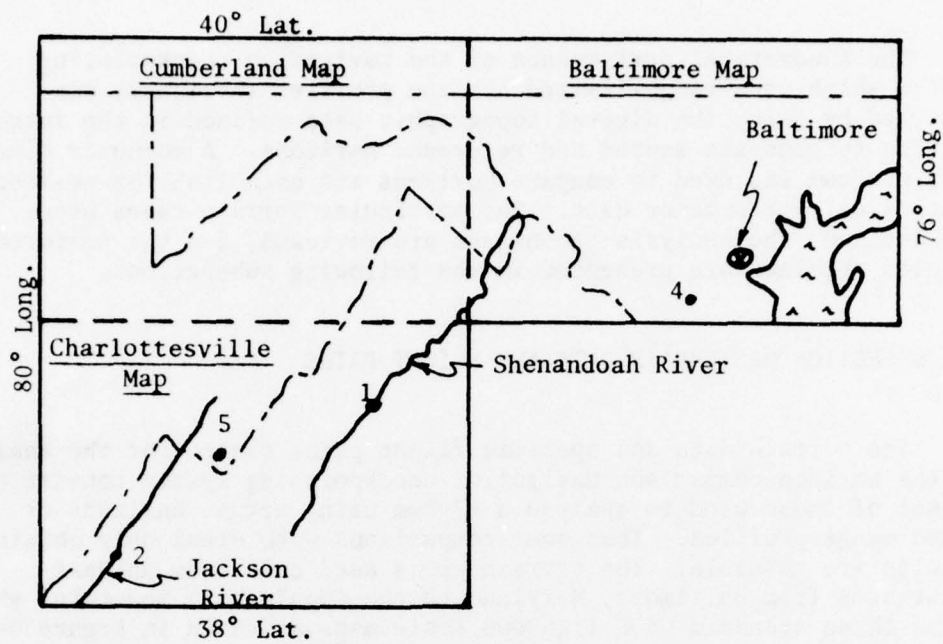 40° Lat.
Cumberland Map
Baltimore Map
Baltimore
76° Long.
4
80° Long.
Charlottesville
Map
Shenandoah River
1
5
2
Jackson
River
38° Lat.